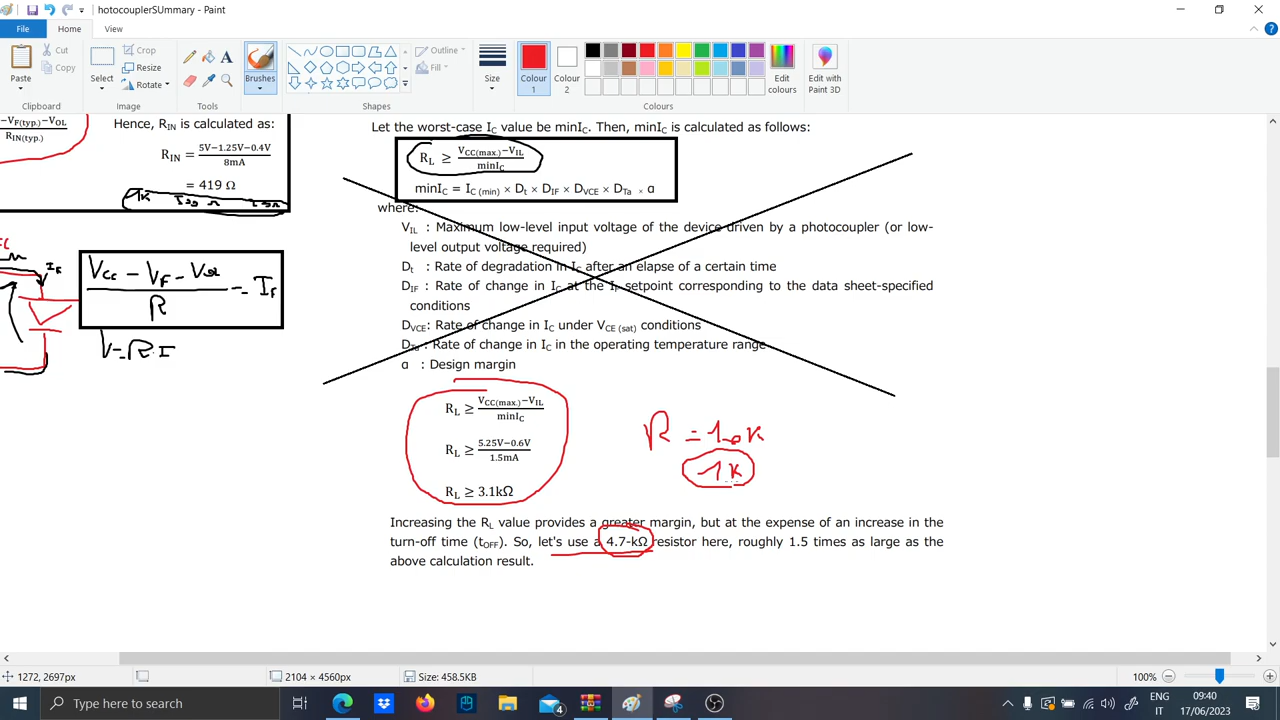 hotocouplerSUmmary - Paint
File
Home
View
Paste
Cut
Copy
Clipboard
Select
Crop
Resize
Rotate
Image
Tools
Brushes
Shapes
Outline
Fill
Size
Colour 1
Colour 2
Edit colours
Edit with Paint 3D
Colours
−VF(typ.)−VOL
RIN(typ.)
Hence, RIN is calculated as:
RIN = 5V−1.25V−0.4V / 8mA
= 419 Ω
1K
IF
VCC − VF − VOL / R = IF
V=R·I
Let the worst-case IC value be minIC. Then, minIC is calculated as follows:
RL ≥ VCC(max.)−VIL / minIC
minIC = IC (min) × Dt × DIF × DVCE × DTa × α
where:
VIL : Maximum low-level input voltage of the device driven by a photocoupler (or low-
level output voltage required)
Dt : Rate of degradation in IC after an elapse of a certain time
DIF : Rate of change in IC at the IF setpoint corresponding to the data sheet-specified
conditions
DVCE: Rate of change in IC under VCE (sat) conditions
DTa : Rate of change in IC in the operating temperature range
α : Design margin
RL ≥ VCC(max.)−VIL / minIC
RL ≥ 5.25V−0.6V / 1.5mA
RL ≥ 3.1kΩ
R = 10K
1K
Increasing the RL value provides a greater margin, but at the expense of an increase in the
turn-off time (tOFF). So, let's use a 4.7-kΩ resistor here, roughly 1.5 times as large as the
above calculation result.
1272, 2697px
2104 × 4560px
Size: 458.5KB
100%
Type here to search
4
ENG
IT
09:40
17/06/2023